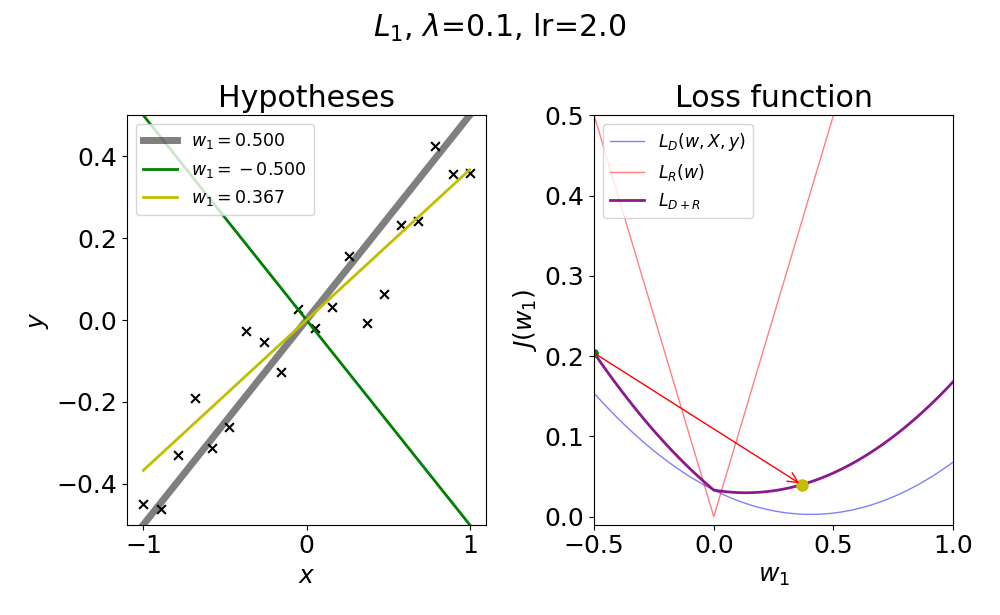 L₁, λ=0.1, lr=2.0
Hypotheses
w₁ = 0.500
w₁ = −0.500
w₁ = 0.367
0.4
0.2
0.0
−0.2
−0.4
y
−1
0
1
x
Loss function
L_D(w, X, y)
L_R(w)
L_{D+R}
0.5
0.4
0.3
0.2
0.1
0.0
J(w₁)
−0.5
0.0
0.5
1.0
w₁